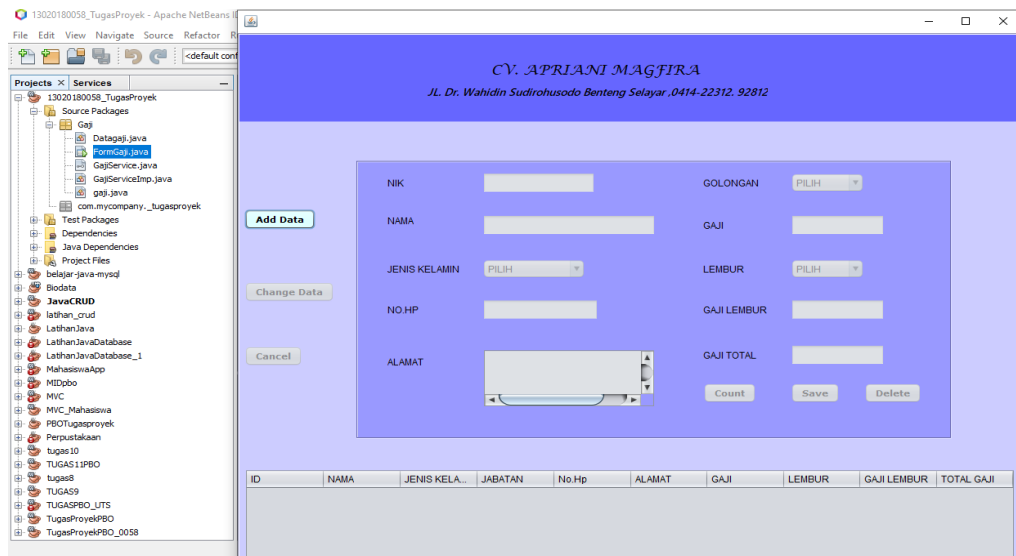 13020180058_TugasProyek - Apache NetBeans I
File Edit View Navigate Source Refactor R
<default conf
Projects × Services
13020180058_TugasProyek
Source Packages
Gaji
Datagaji.java
FormGaji.java
GajiService.java
GajiServiceImp.java
gaji.java
com.mycompany._tugasproyek
Test Packages
Dependencies
Java Dependencies
Project Files
belajar-java-mysql
Biodata
JavaCRUD
latihan_crud
LatihanJava
LatihanJavaDatabase
LatihanJavaDatabase_1
MahasiswaApp
MIDpbo
MVC
MVC_Mahasiswa
PBOTugasproyek
Perpustakaan
tugas10
TUGAS11PBO
tugas8
TUGAS9
TUGASPBO_UTS
TugasProyekPBO
TugasProyekPBO_0058
CV. APRIANI MAGFIRA
JL. Dr. Wahidin Sudirohusodo Benteng Selayar ,0414-22312. 92812
Add Data
Change Data
Cancel
NIK
NAMA
JENIS KELAMIN PILIH
NO.HP
ALAMAT
GOLONGAN PILIH
GAJI
LEMBUR PILIH
GAJI LEMBUR
GAJI TOTAL
Count Save Delete
ID NAMA JENIS KELA... JABATAN No.Hp ALAMAT GAJI LEMBUR GAJI LEMBUR TOTAL GAJI